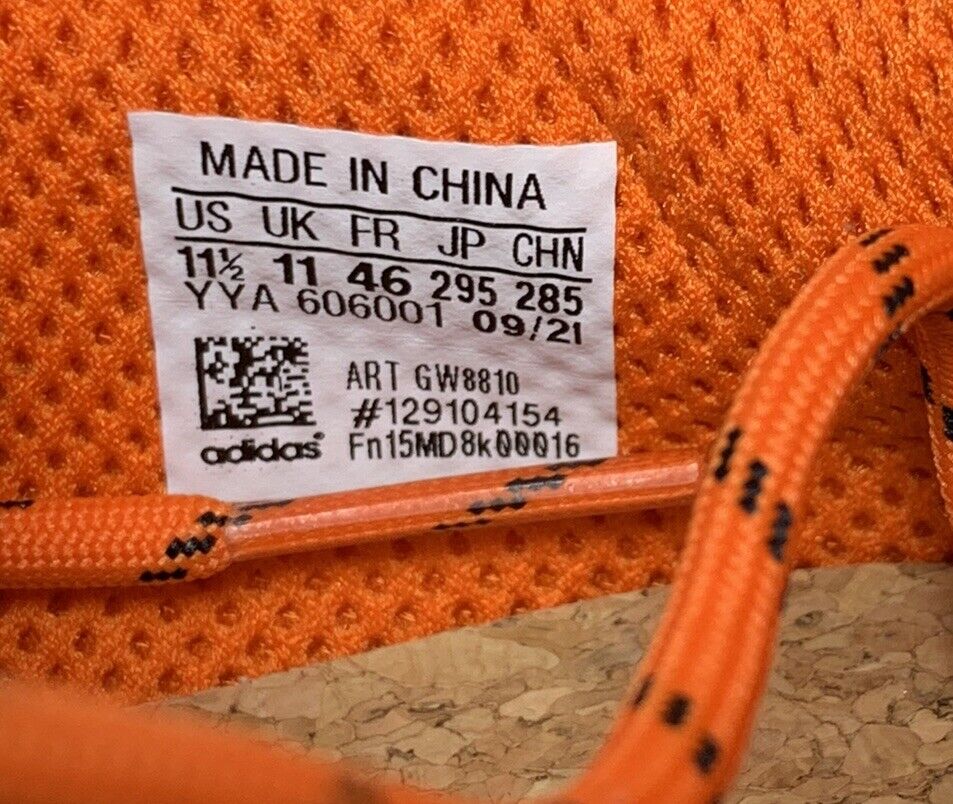 MADE IN CHINA
US UK FR JP CHN
11½ 11 46 295 285
YYA 606001 09/21
ART GW8810
#129104154
adidas® Fn15MD8k00016